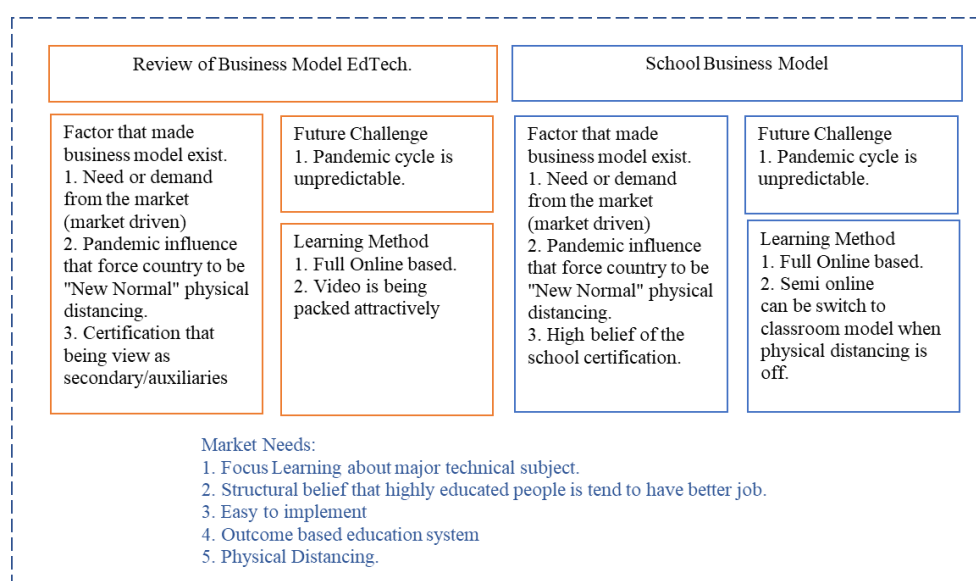 Review of Business Model EdTech.
School Business Model
Factor that made
business model exist.
1. Need or demand
from the market
(market driven)
2. Pandemic influence
that force country to be
"New Normal" physical
distancing.
3. Certification that
being view as
secondary/auxiliaries
Future Challenge
1. Pandemic cycle is
unpredictable.
Learning Method
1. Full Online based.
2. Video is being
packed attractively
Factor that made
business model exist.
1. Need or demand
from the market
(market driven)
2. Pandemic influence
that force country to be
"New Normal" physical
distancing.
3. High belief of the
school certification.
Future Challenge
1. Pandemic cycle is
unpredictable.
Learning Method
1. Full Online based.
2. Semi online
can be switch to
classroom model when
physical distancing is
off.
Market Needs:
1. Focus Learning about major technical subject.
2. Structural belief that highly educated people is tend to have better job.
3. Easy to implement
4. Outcome based education system
5. Physical Distancing.